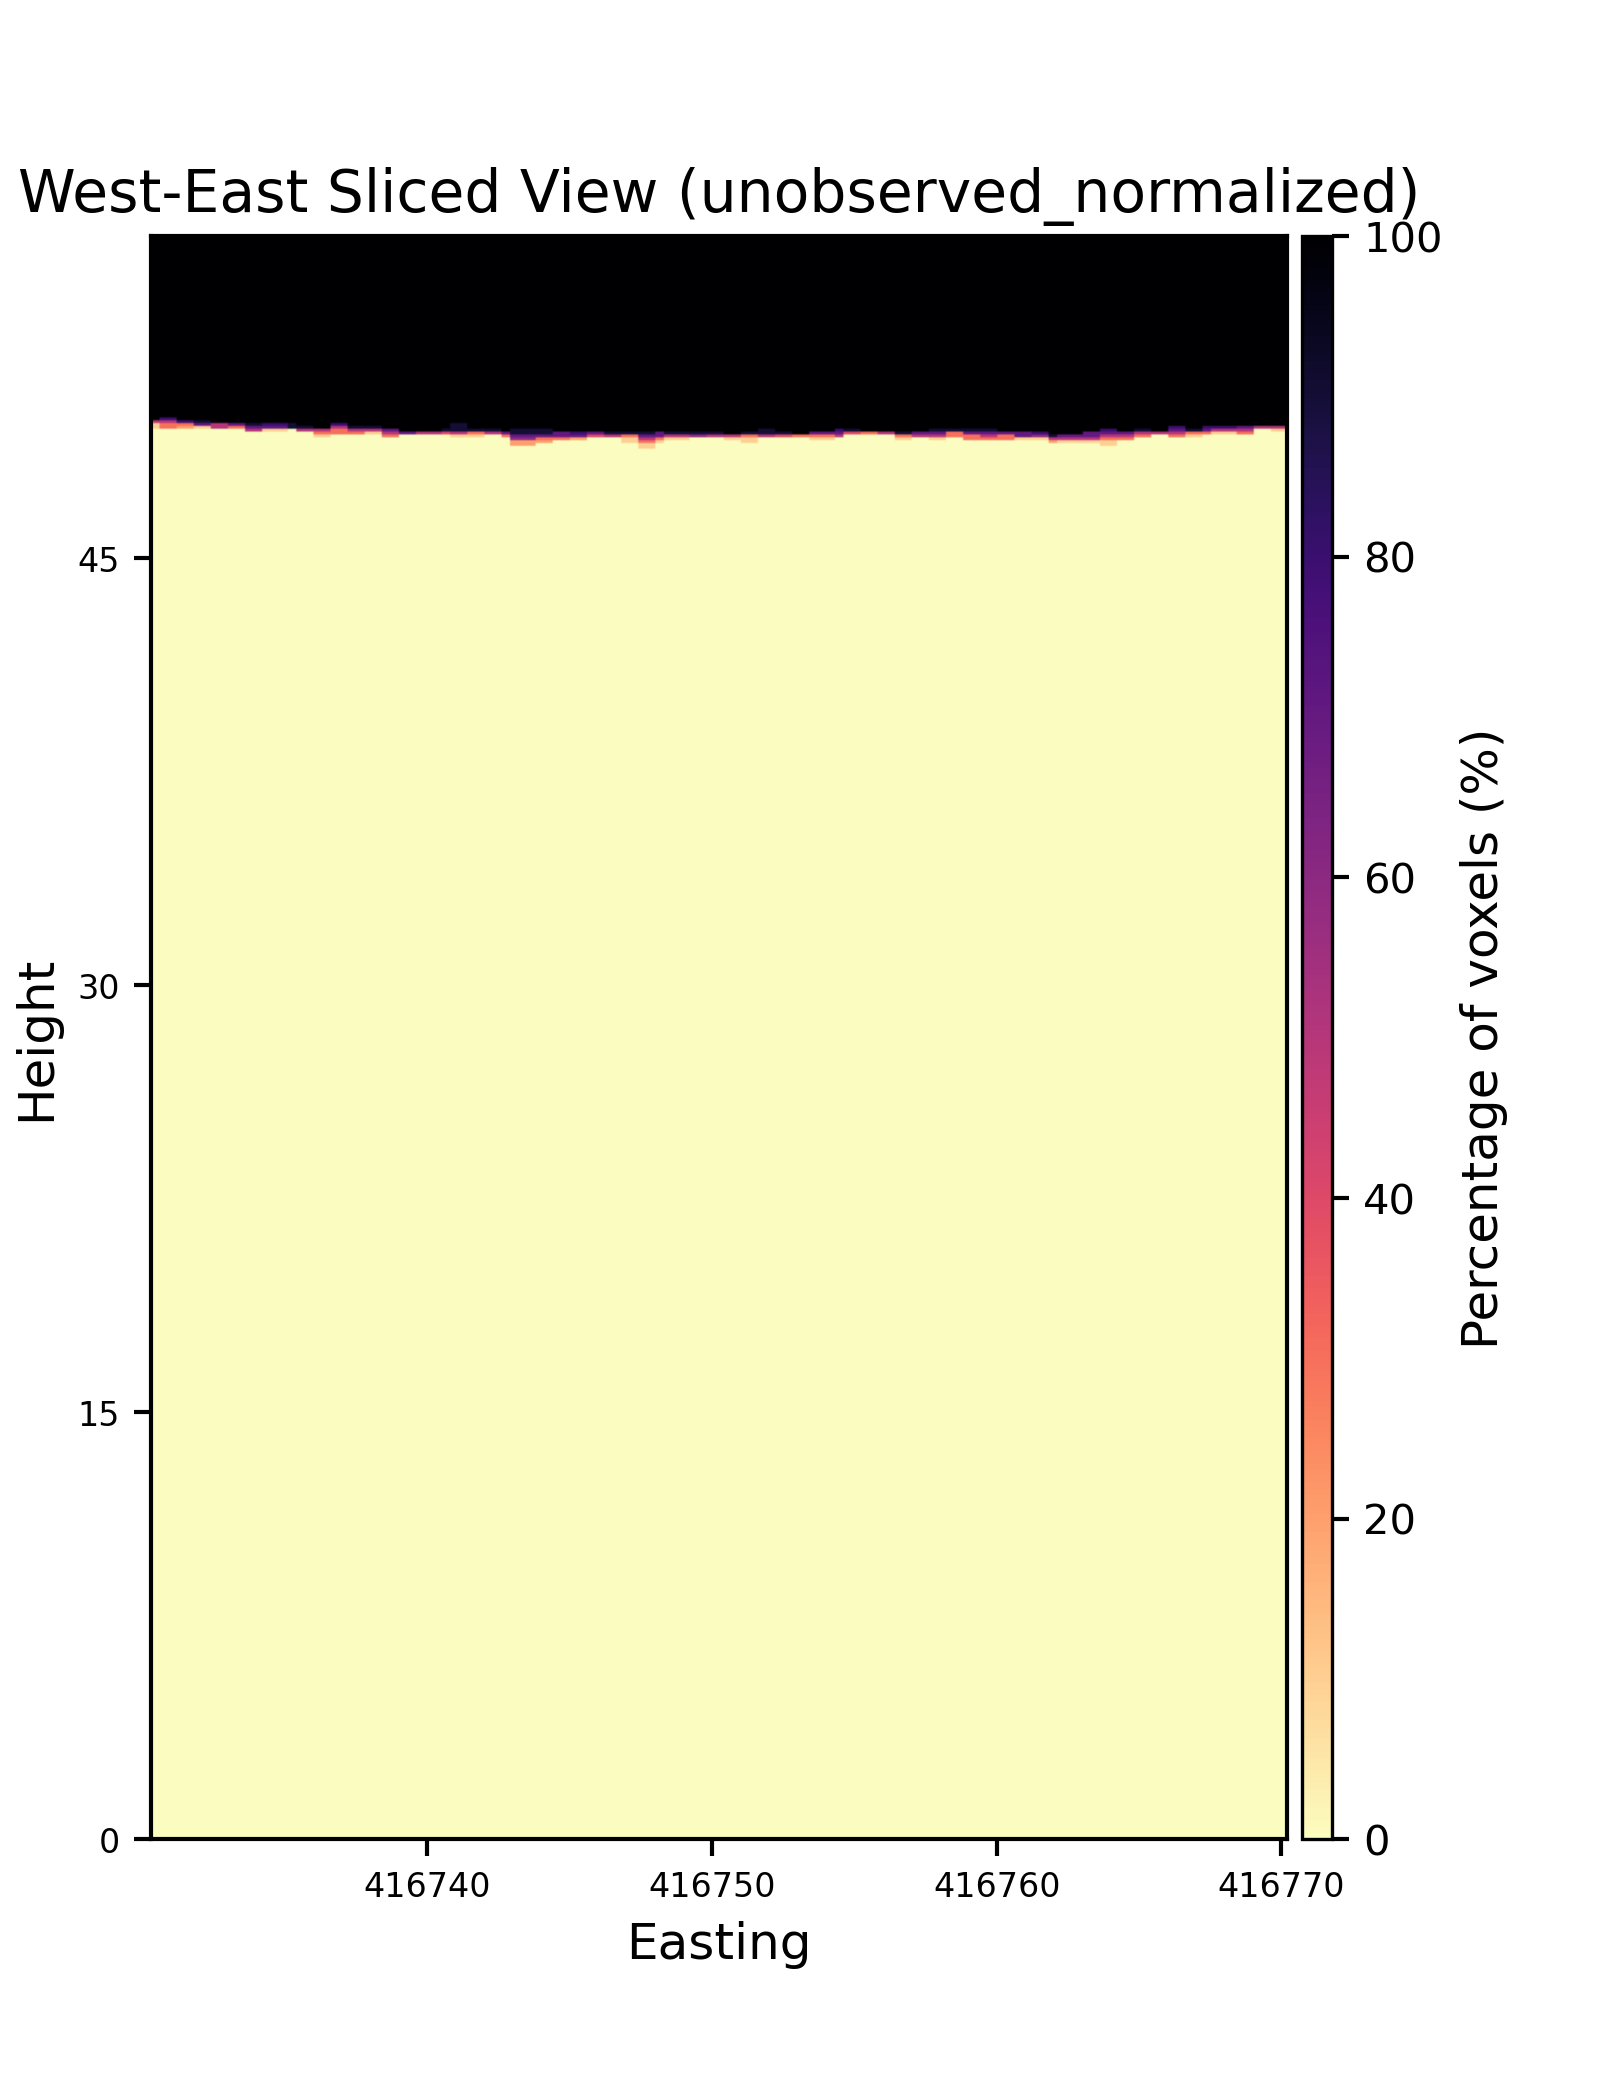 West-East Sliced View (unobserved_normalized)
100
80
60
40
20
0
Percentage of voxels (%)
45
30
15
0
Height
416740 416750 416760 416770
Easting